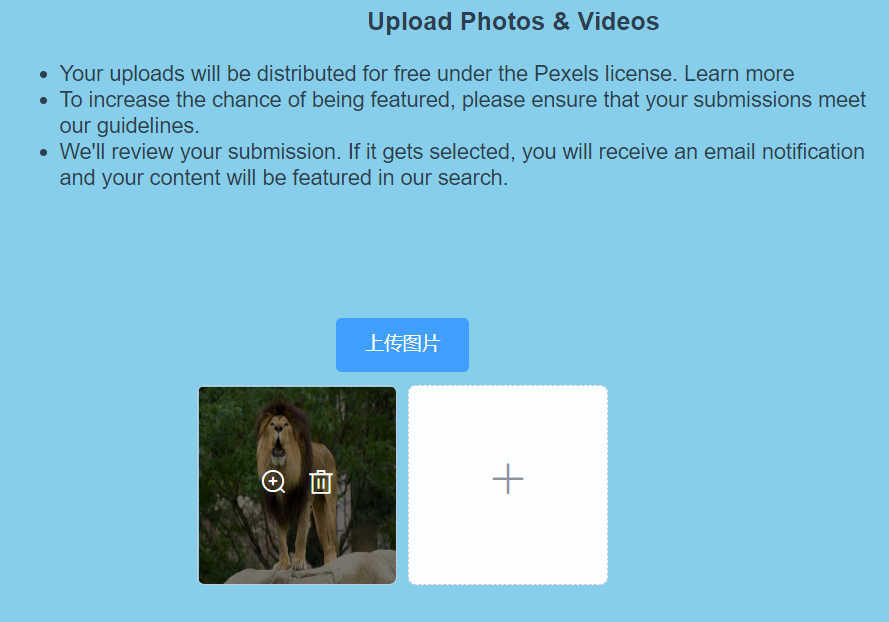 Upload Photos & Videos
Your uploads will be distributed for free under the Pexels license. Learn more
To increase the chance of being featured, please ensure that your submissions meet
our guidelines.
We'll review your submission. If it gets selected, you will receive an email notification
and your content will be featured in our search.
上传图片